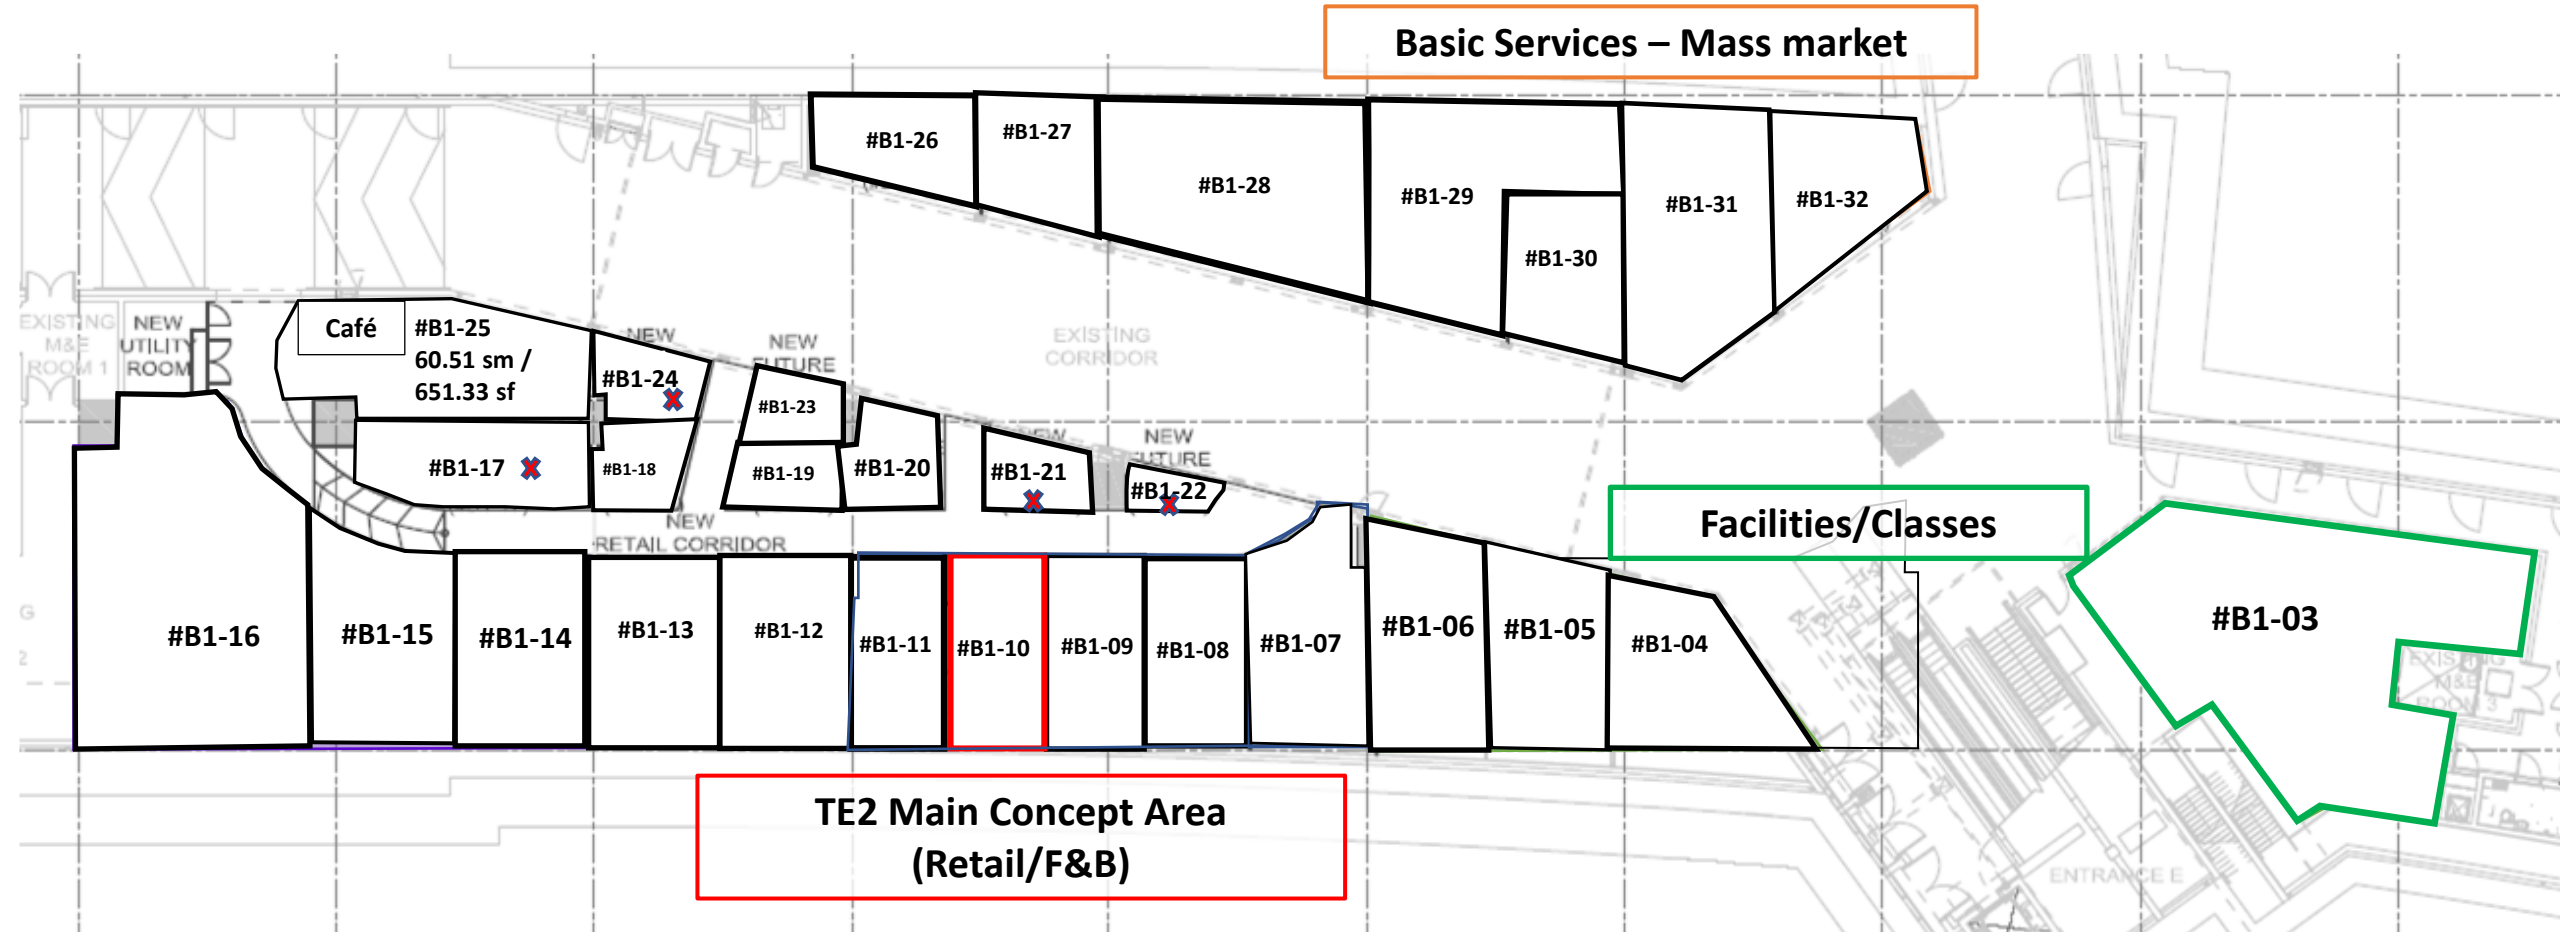 Basic Services – Mass market
#B1-26
#B1-27
#B1-28
#B1-29
#B1-30
#B1-31
#B1-32
EXISTING
M&E
ROOM 1
NEW
UTILITY
ROOM
Café
#B1-25
60.51 sm /
651.33 sf
NEW
#B1-24
NEW
FUTURE
EXISTING
CORRIDOR
#B1-23
#B1-17
#B1-18
#B1-19
#B1-20
NEW
#B1-21
NEW
FUTURE
#B1-22
NEW
RETAIL CORRIDOR
Facilities/Classes
#B1-03
EXISTING
M&E
ROOM 3
G
2
#B1-16
#B1-15
#B1-14
#B1-13
#B1-12
#B1-11
#B1-10
#B1-09
#B1-08
#B1-07
#B1-06
#B1-05
#B1-04
TE2 Main Concept Area
(Retail/F&B)
ENTRANCE E